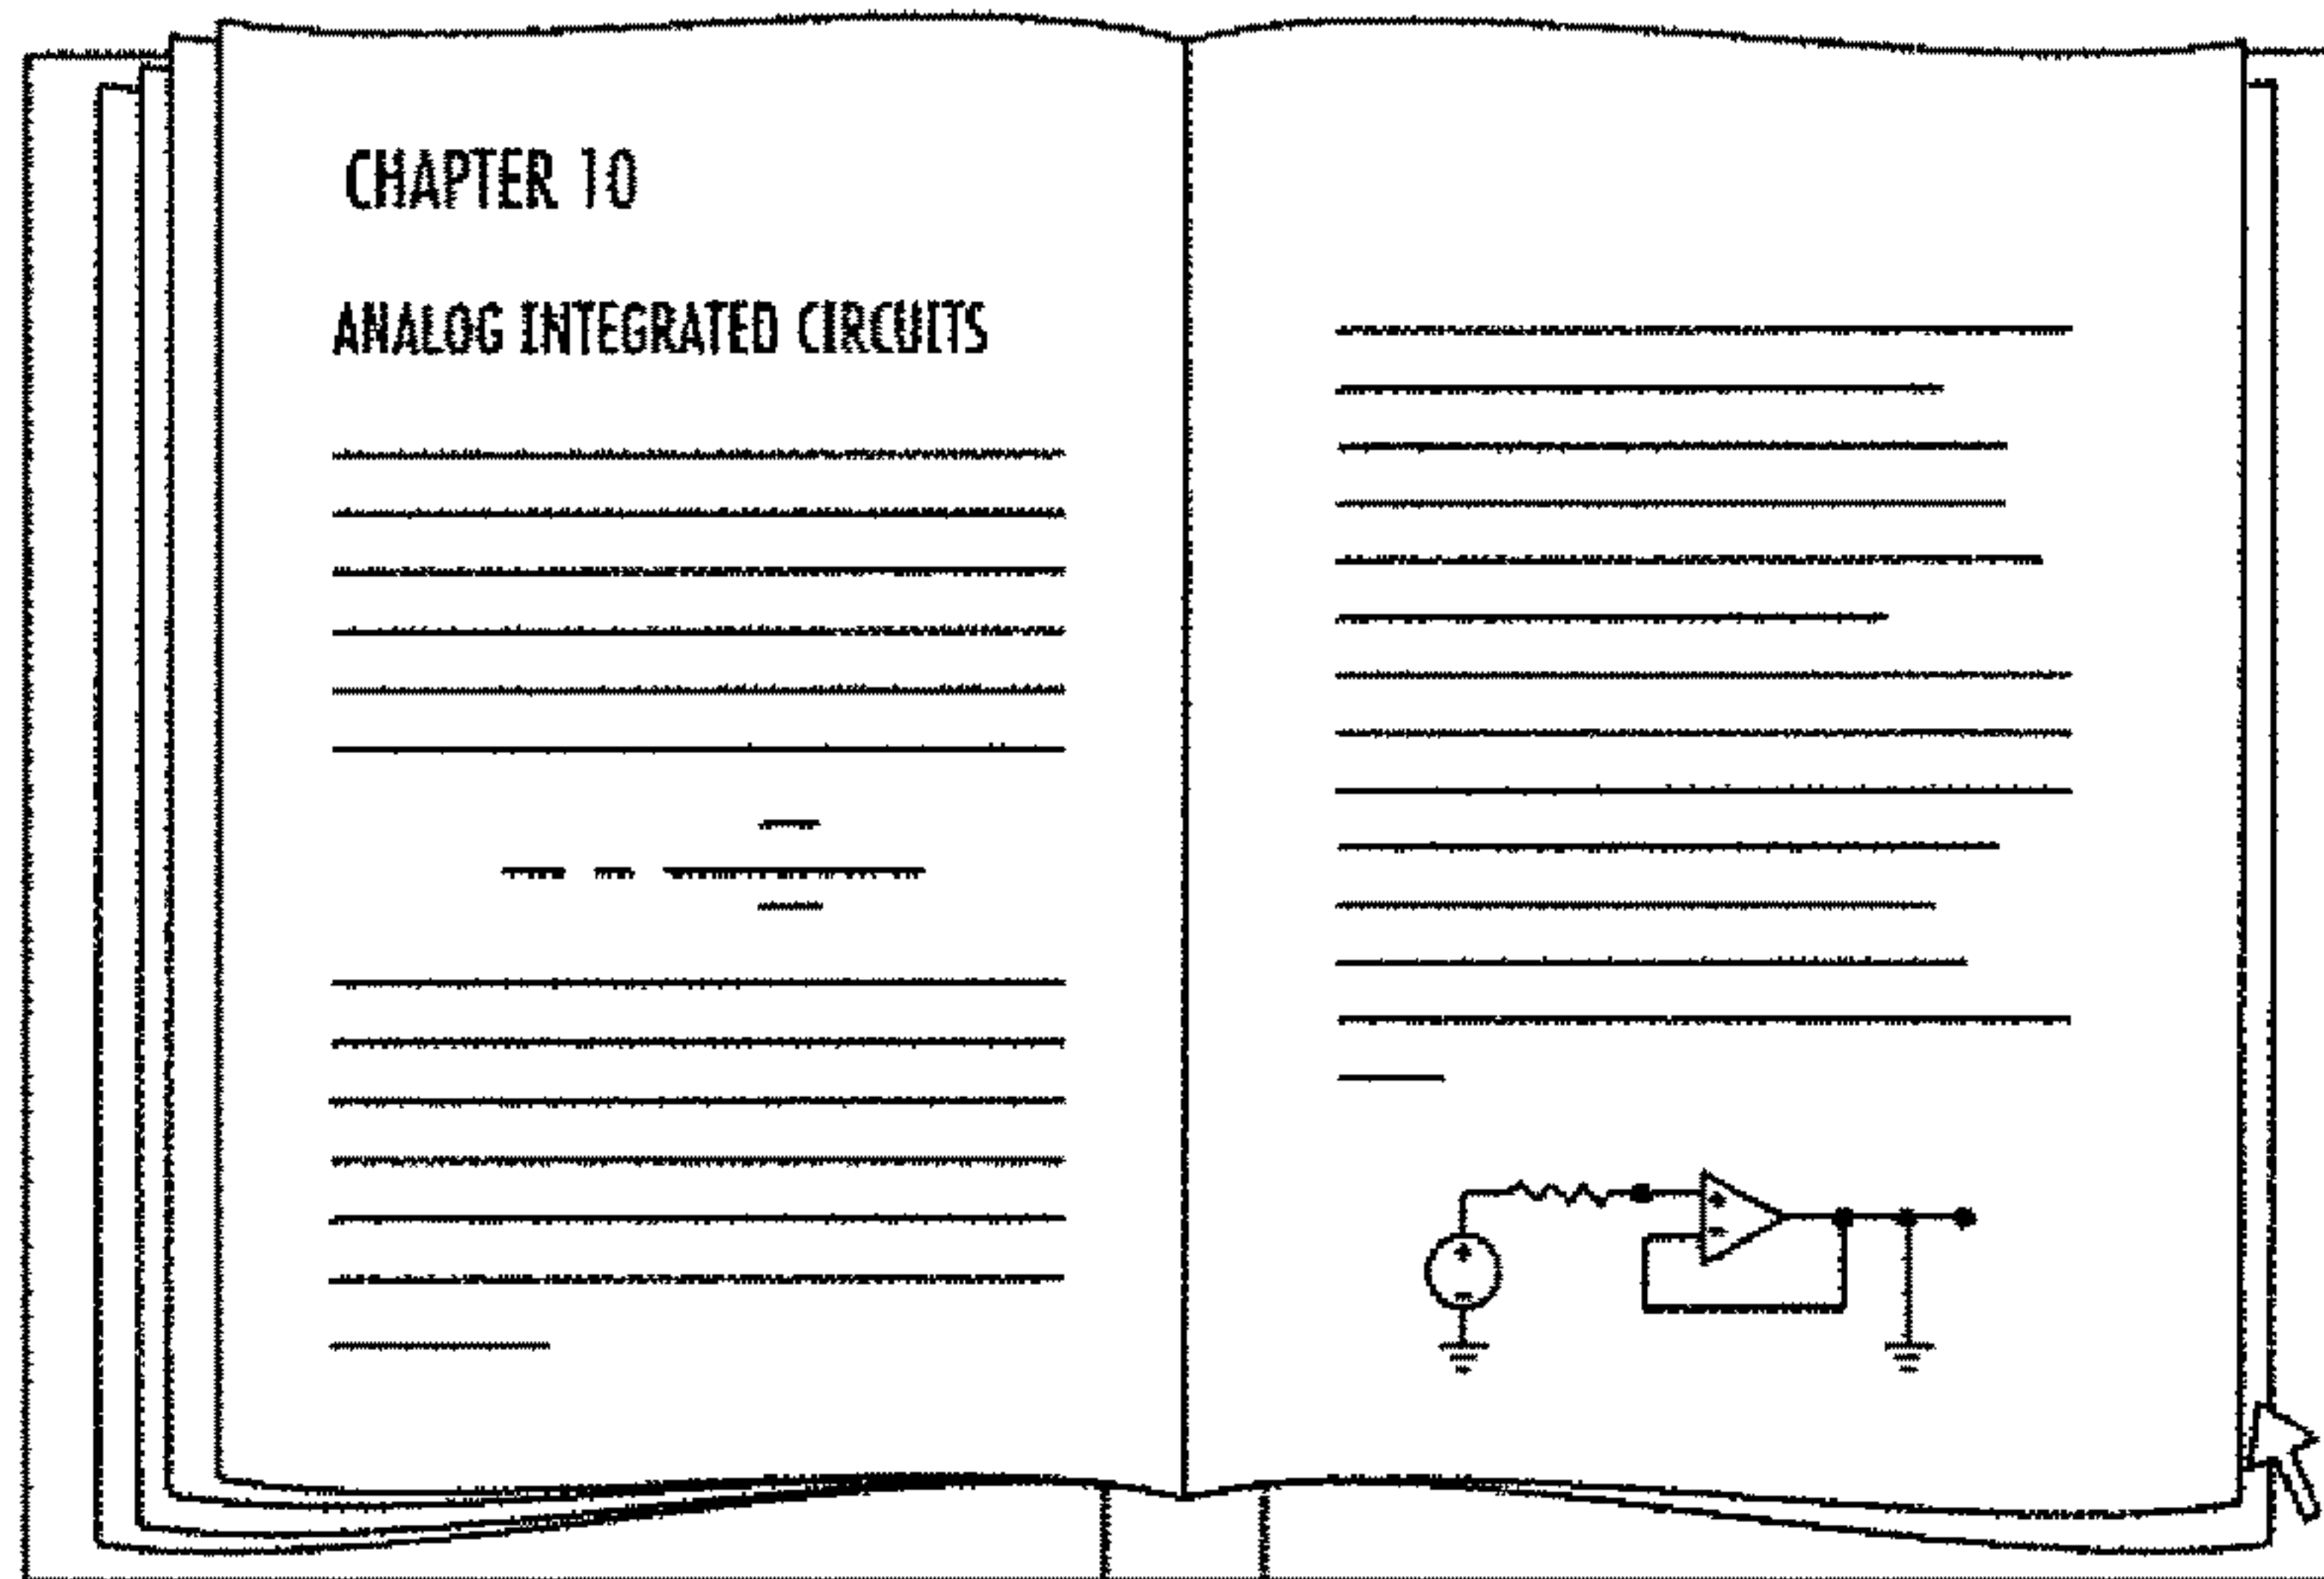 CHAPTER 10
ANALOG INTEGRATED CIRCUITS
+
-
+
-